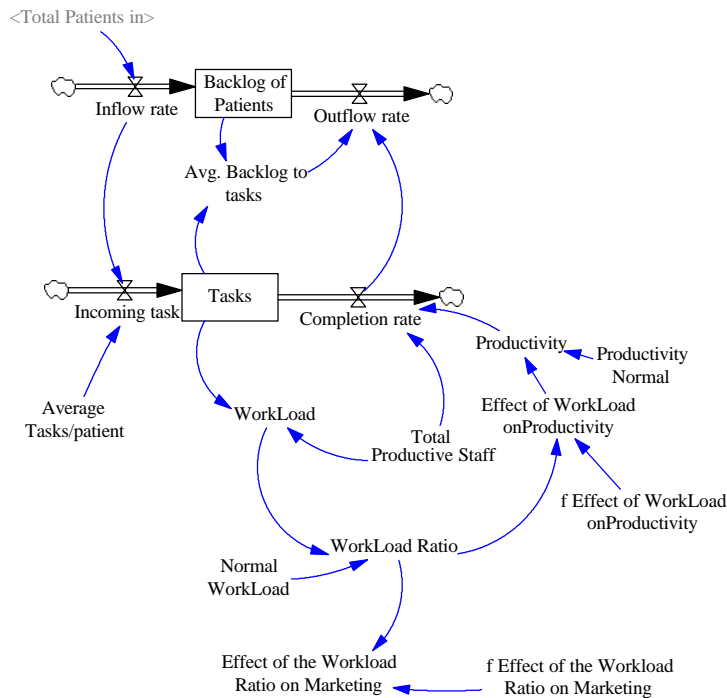 <Total Patients in>
Backlog of
Patients
Inflow rate
Outflow rate
Avg. Backlog to
tasks
Tasks
Incoming task
Completion rate
Productivity
Productivity
Normal
Average
Tasks/patient
WorkLoad
Effect of WorkLoad
onProductivity
Total
Productive Staff
f Effect of WorkLoad
onProductivity
WorkLoad Ratio
Normal
WorkLoad
Effect of the Workload
Ratio on Marketing
f Effect of the Workload
Ratio on Marketing